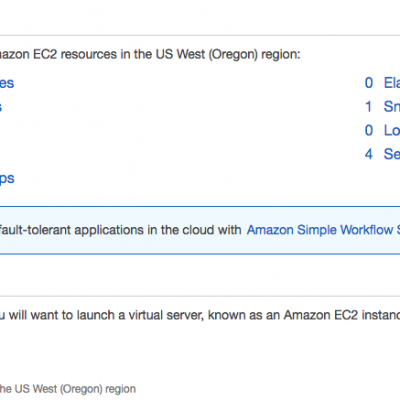 mazon EC2 resources in the US West (Oregon) region:
es 0 Ela
s 1 Sn
0 Lo
4 Se
ps
fault-tolerant applications in the cloud with Amazon Simple Workflow S
u will want to launch a virtual server, known as an Amazon EC2 instanc
he US West (Oregon) region